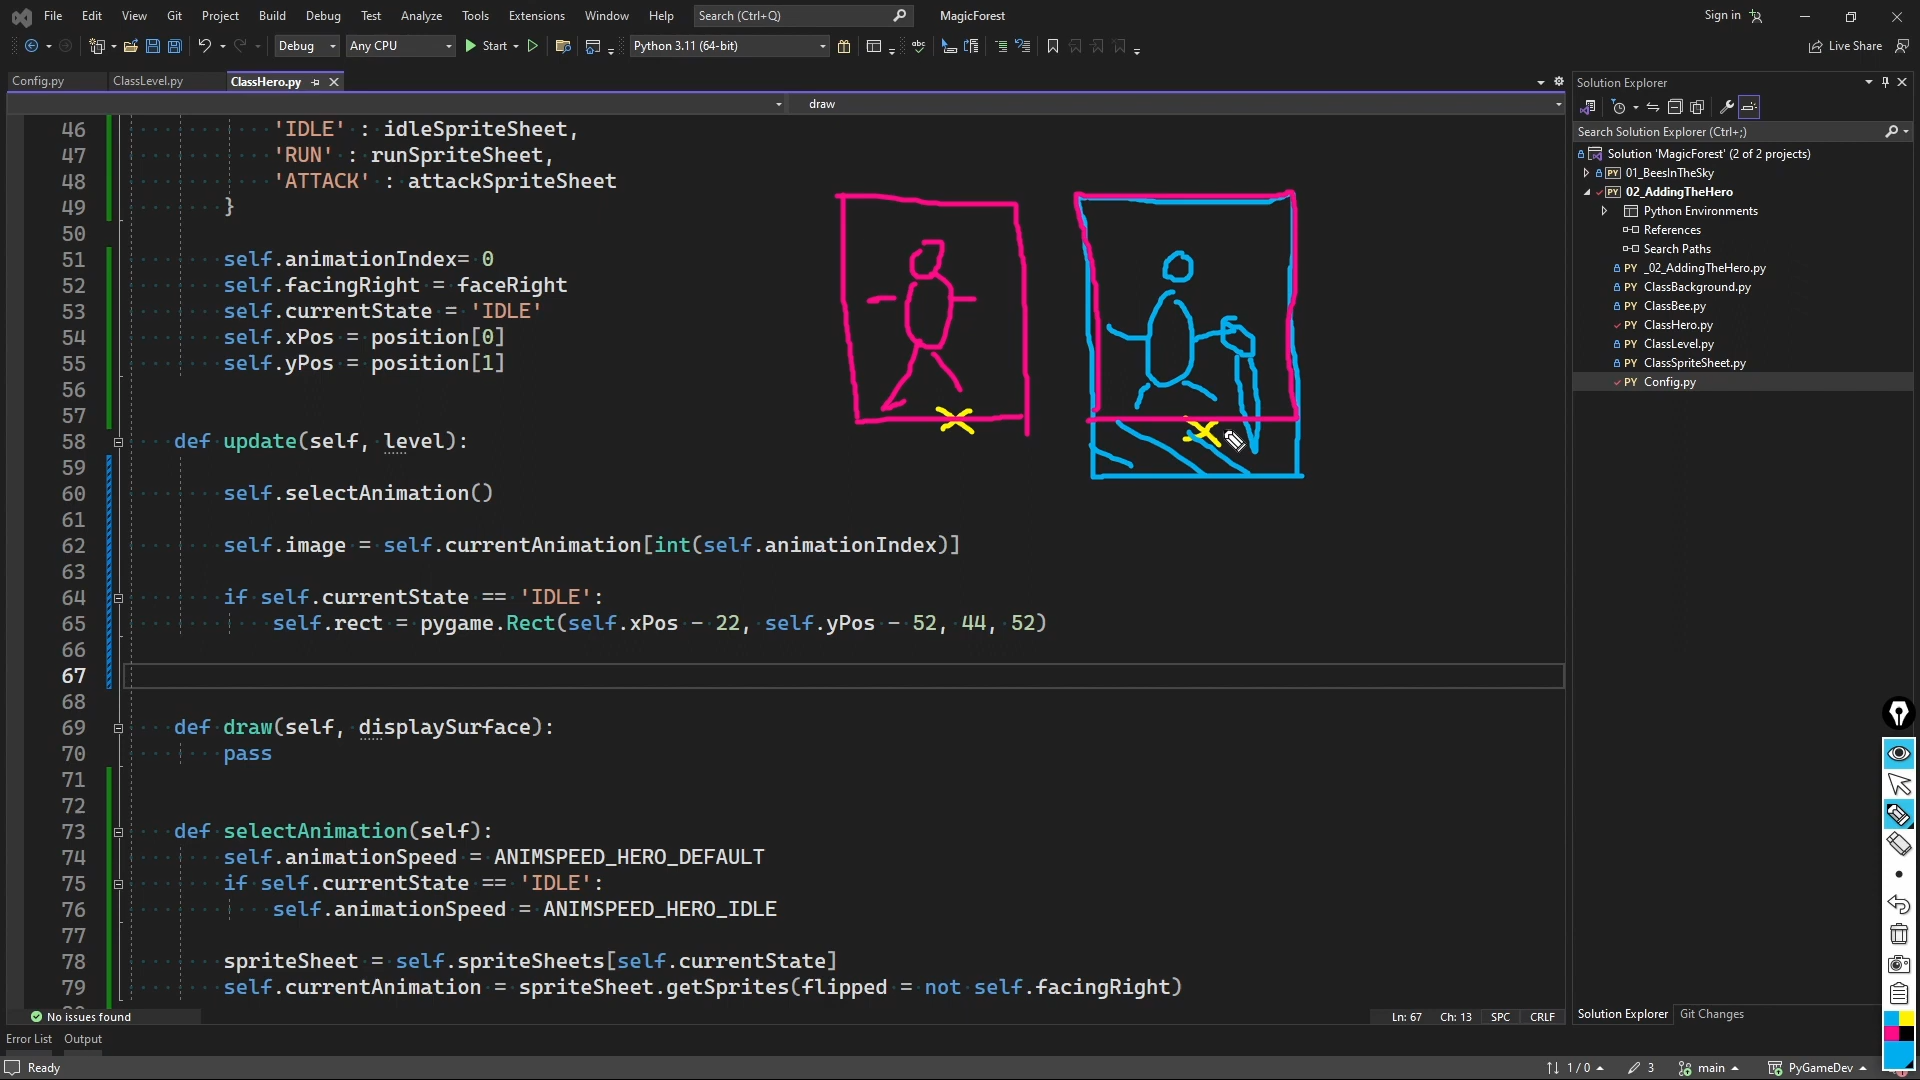 File Edit View Git Project Build Debug Test Analyze Tools Extensions Window Help Search (Ctrl+Q) MagicForest Sign in
Debug Any CPU Start Python 3.11 (64-bit) Live Share
Config.py ClassLevel.py ClassHero.py
draw
46 'IDLE' : idleSpriteSheet,
47 'RUN' : runSpriteSheet,
48 'ATTACK' : attackSpriteSheet
49 }
50
51 self.animationIndex= 0
52 self.facingRight = faceRight
53 self.currentState = 'IDLE'
54 self.xPos = position[0]
55 self.yPos = position[1]
56
57
58 def update(self, level):
59
60 self.selectAnimation()
61
62 self.image = self.currentAnimation[int(self.animationIndex)]
63
64 if self.currentState == 'IDLE':
65 self.rect = pygame.Rect(self.xPos - 22, self.yPos - 52, 44, 52)
66
67
68
69 def draw(self, displaySurface):
70 pass
71
72
73 def selectAnimation(self):
74 self.animationSpeed = ANIMSPEED_HERO_DEFAULT
75 if self.currentState == 'IDLE':
76 self.animationSpeed = ANIMSPEED_HERO_IDLE
77
78 spriteSheet = self.spriteSheets[self.currentState]
79 self.currentAnimation = spriteSheet.getSprites(flipped = not self.facingRight)
No issues found Ln: 67 Ch: 13 SPC CRLF
Error List Output
Ready 1 / 0 3 main PyGameDev
Solution Explorer
Search Solution Explorer (Ctrl+;)
Solution 'MagicForest' (2 of 2 projects)
PY 01_BeesInTheSky
PY 02_AddingTheHero
Python Environments
References
Search Paths
PY _02_AddingTheHero.py
PY ClassBackground.py
PY ClassBee.py
PY ClassHero.py
PY ClassLevel.py
PY ClassSpriteSheet.py
PY Config.py
Solution Explorer Git Changes